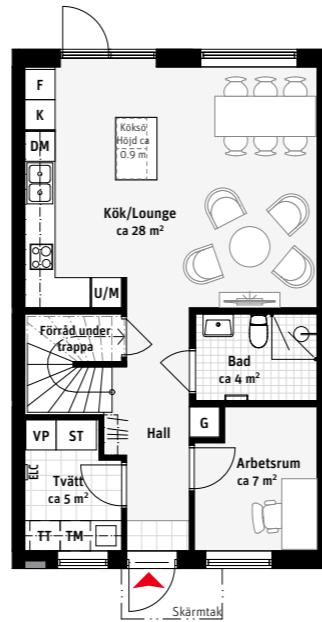 F
K
DM
Köksö
Höjd ca
0.9 m
Kök/Lounge
ca 28 m²
U/M
Förråd under
trappa
Bad
ca 4 m²
VP
ST
Hall
G
ELC
Tvätt
ca 5 m²
Arbetsrum
ca 7 m²
TT
TM
Skärmtak